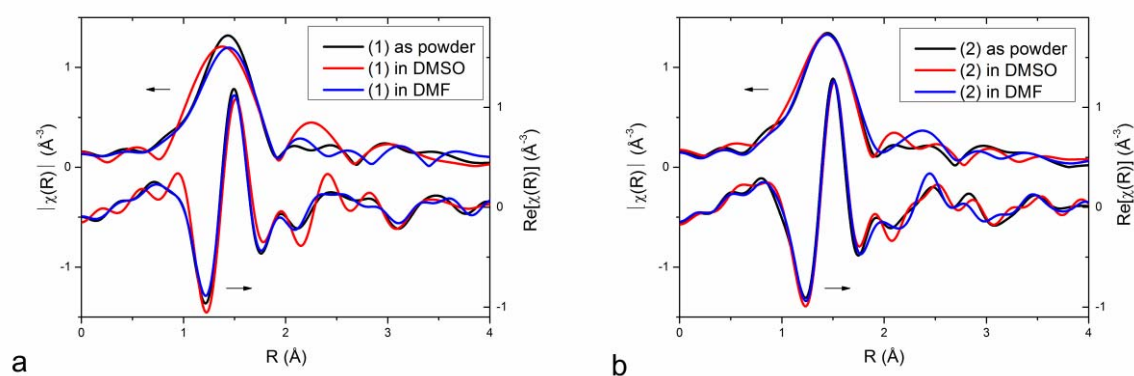 (1) as powder
(1) in DMSO
(1) in DMF
|χ(R)| (Å⁻³)
1
0
-1
Re[χ(R)] (Å⁻³)
1
0
-1
0 1 2 3 4
R (Å)
a
(2) as powder
(2) in DMSO
(2) in DMF
|χ(R)| (Å⁻³)
1
0
-1
Re[χ(R)] (Å⁻³)
1
0
-1
0 1 2 3 4
R (Å)
b